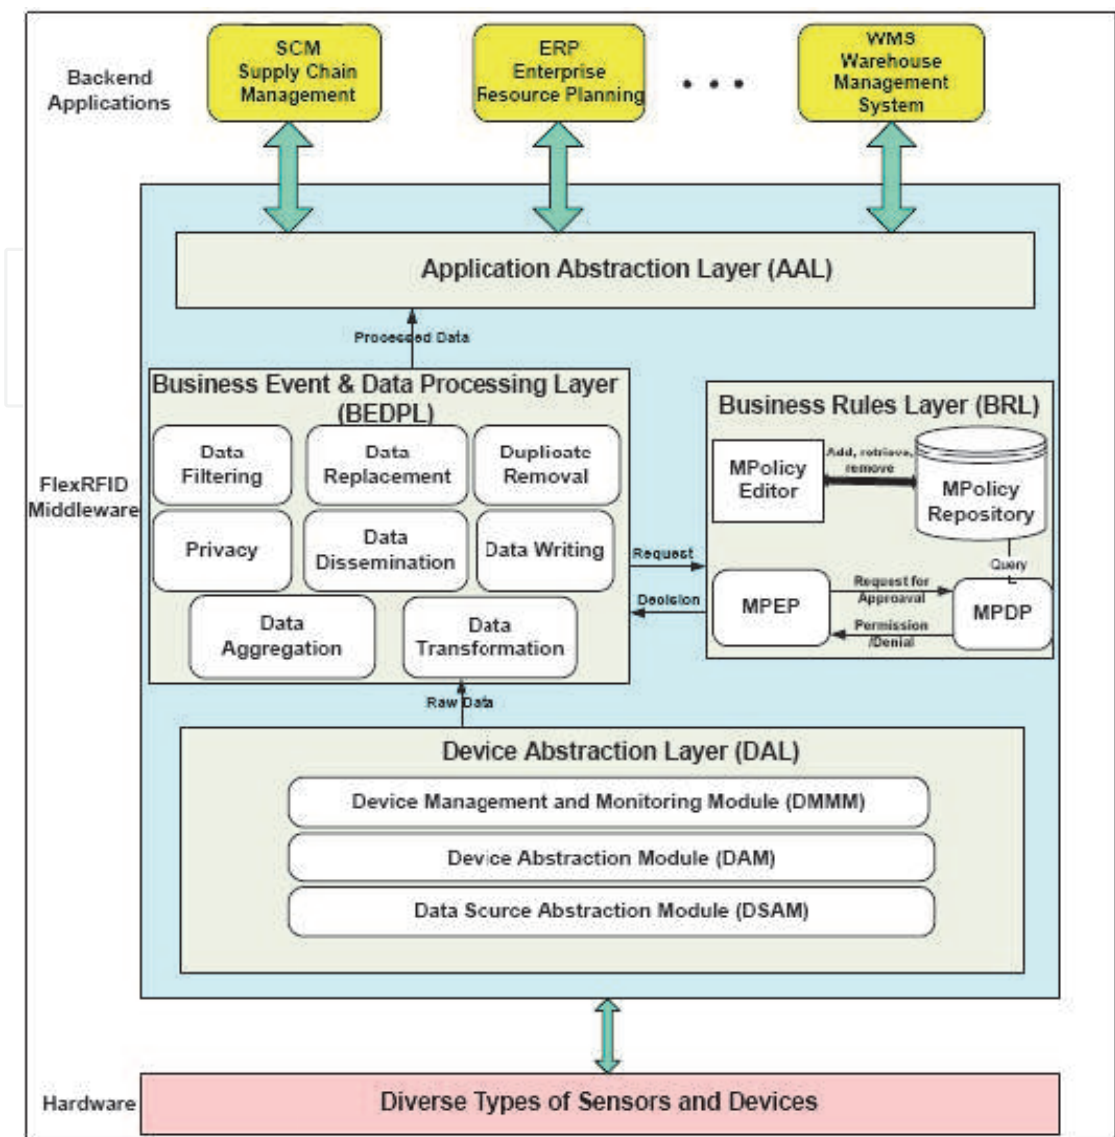 Backend
Applications
SCM
Supply Chain
Management
ERP
Enterprise
Resource Planning
WMS
Warehouse
Management
System
Application Abstraction Layer (AAL)
Processed Data
FlexRFID
Middleware
Business Event & Data Processing Layer
(BEDPL)
Data
Filtering
Data
Replacement
Duplicate
Removal
Privacy
Data
Dissemination
Data Writing
Data
Aggregation
Data
Transformation
Request
Decision
Business Rules Layer (BRL)
MPolicy
Editor
Add, retrieve,
remove
MPolicy
Repository
Query
MPEP
Request for
Approaval
Permission
/Denial
MPDP
Raw Data
Device Abstraction Layer (DAL)
Device Management and Monitoring Module (DMMM)
Device Abstraction Module (DAM)
Data Source Abstraction Module (DSAM)
Hardware
Diverse Types of Sensors and Devices